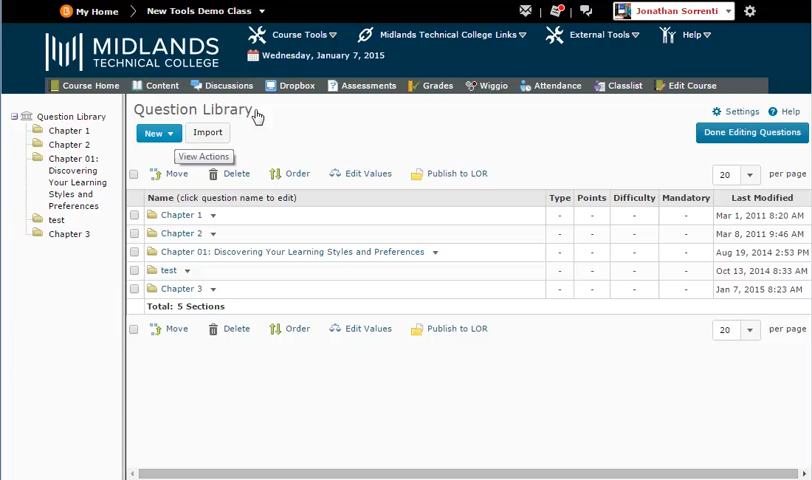 My Home New Tools Demo Class Jonathan Sorrenti
MIDLANDS
TECHNICAL COLLEGE
Course Tools Midlands Technical College Links External Tools Help
Wednesday, January 7, 2015
Course Home Content Discussions Dropbox Assessments Grades Wiggio Attendance Classlist Edit Course
Question Library
Chapter 1
Chapter 2
Chapter 01:
Discovering
Your Learning
Styles and
Preferences
test
Chapter 3
Question Library
Settings Help
New Import
Done Editing Questions
View Actions
Move Delete Order Edit Values Publish to LOR 20 per page
Name (click question name to edit) Type Points Difficulty Mandatory Last Modified
Chapter 1 - - - - Mar 1, 2011 8:20 AM
Chapter 2 - - - - Mar 8, 2011 9:46 AM
Chapter 01: Discovering Your Learning Styles and Preferences - - - - Aug 19, 2014 2:53 PM
test - - - - Oct 13, 2014 8:33 AM
Chapter 3 - - - - Jan 7, 2015 8:23 AM
Total: 5 Sections
Move Delete Order Edit Values Publish to LOR 20 per page